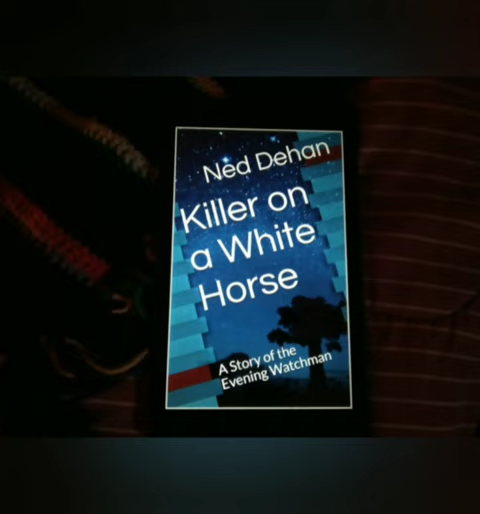 Ned Dehan
Killer on
a White
Horse
A Story of the
Evening Watchman